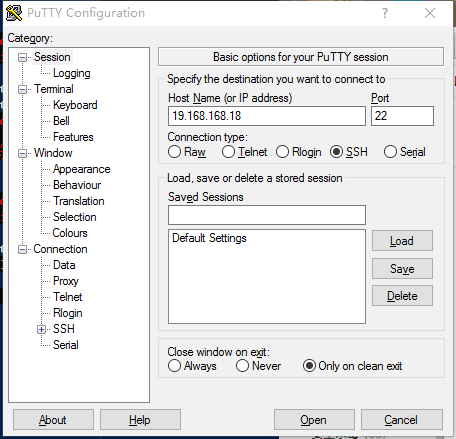 PuTTY Configuration
Category:
Session
Logging
Terminal
Keyboard
Bell
Features
Window
Appearance
Behaviour
Translation
Selection
Colours
Connection
Data
Proxy
Telnet
Rlogin
SSH
Serial
Basic options for your PuTTY session
Specify the destination you want to connect to
Host Name (or IP address) Port
19.168.168.18 22
Connection type:
Raw Telnet Rlogin SSH Serial
Load, save or delete a stored session
Saved Sessions
Default Settings
Load
Save
Delete
Close window on exit:
Always Never Only on clean exit
About Help Open Cancel